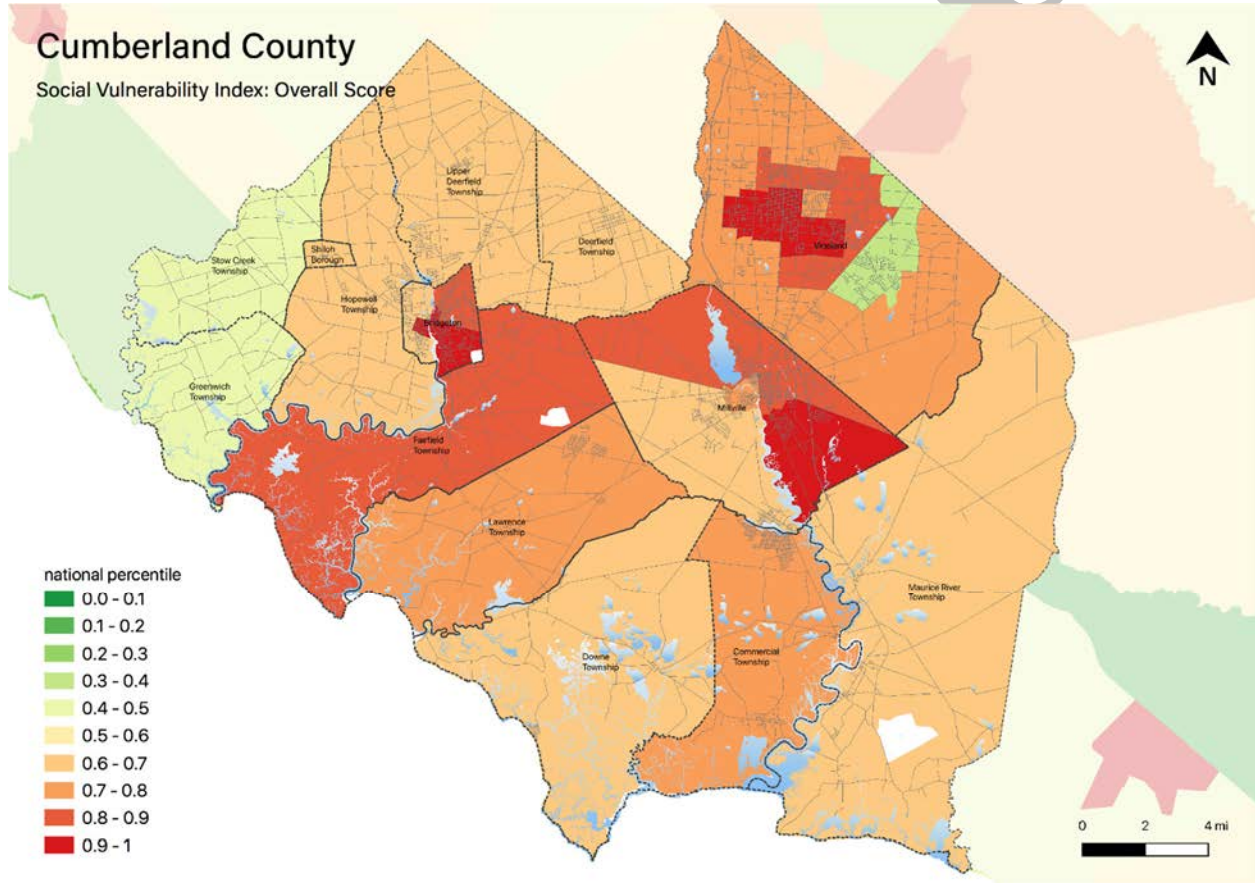 Cumberland County
Social Vulnerability Index: Overall Score
N
Upper
Deerfield
Township
Deerfield
Township
Vineland
Shiloh
Borough
Stow Creek
Township
Hopewell
Township
Bridgeton
Greenwich
Township
Millville
Fairfield
Township
Lawrence
Township
Maurice River
Township
Downe
Township
Commercial
Township
national percentile
0.0 - 0.1
0.1 - 0.2
0.2 - 0.3
0.3 - 0.4
0.4 - 0.5
0.5 - 0.6
0.6 - 0.7
0.7 - 0.8
0.8 - 0.9
0.9 - 1
0 2 4 mi